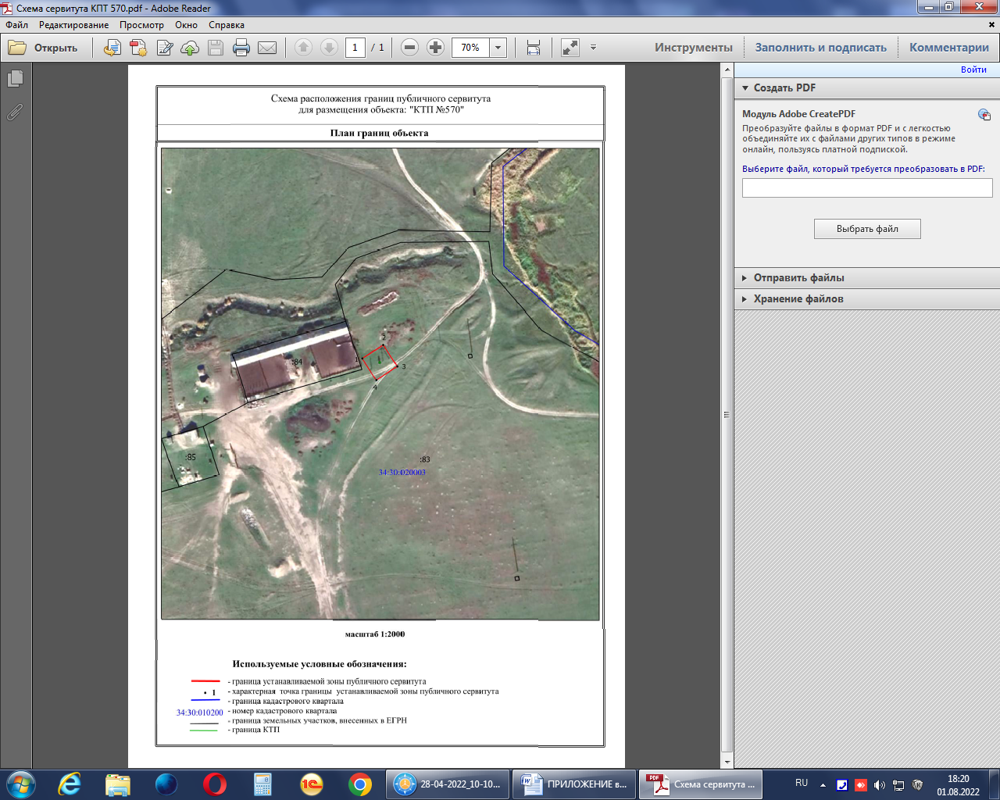 Схема сервитута КПТ 570.pdf - Adobe Reader
Файл Редактирование Просмотр Окно Справка
Открыть 1 / 1 70% Инструменты Заполнить и подписать Комментарии
Войти
Создать PDF
Модуль Adobe CreatePDF
Преобразуйте файлы в формат PDF и с легкостью
объединяйте их с файлами других типов в режиме
онлайн, пользуясь платной подпиской.
Выберите файл, который требуется преобразовать в PDF:
Выбрать файл
Отправить файлы
Хранение файлов
Схема расположения границ публичного сервитута
для размещения объекта: "КТП №570"
План границ объекта
2
1
:84
3
4
:85
:83
34:30:020003
масштаб 1:2000
Используемые условные обозначения:
- граница устанавливаемой зоны публичного сервитута
• 1 - характерная точка границы устанавливаемой зоны публичного сервитута
- граница кадастрового квартала
34:30:010200 - номер кадастрового квартала
- граница земельных участков, внесенных в ЕГРН
- граница КТП
28-04-2022_10-10... ПРИЛОЖЕНИЕ в... Схема сервитута ... RU 18:20
01.08.2022